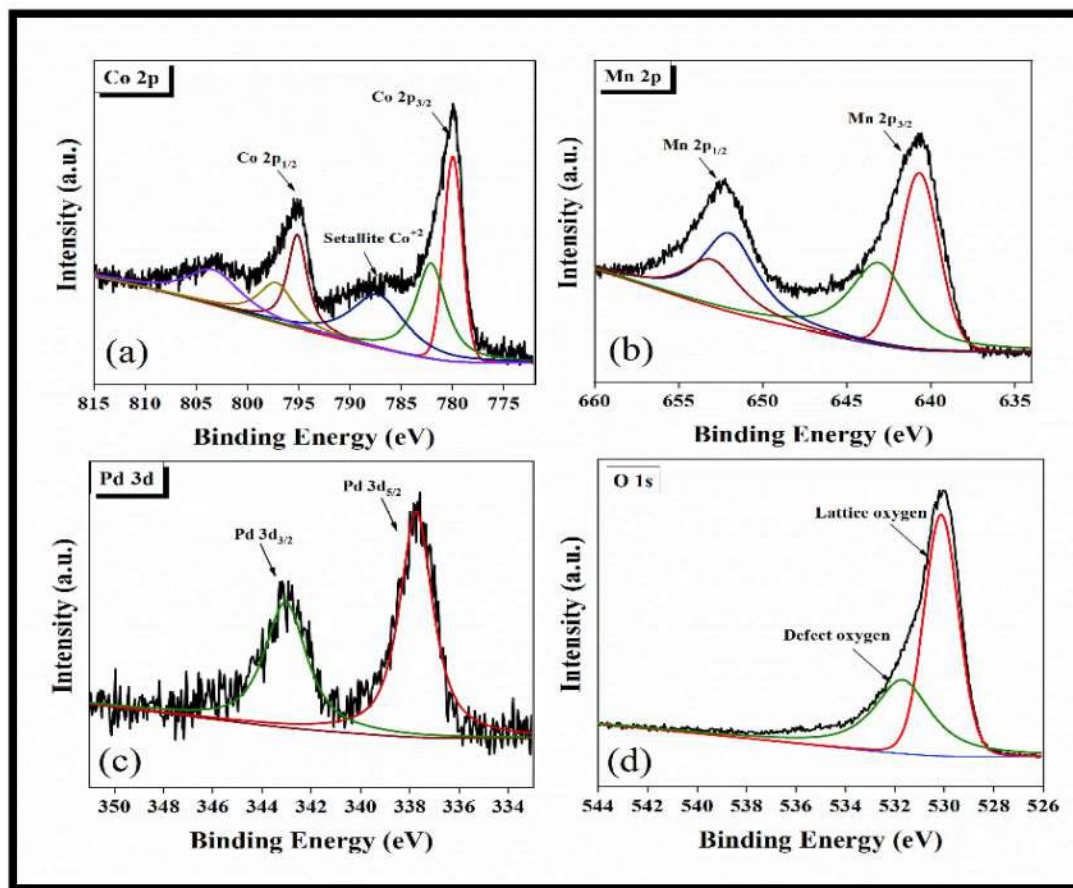 Co 2p
Co 2p3/2
Co 2p1/2
Setallite Co+2
Intensity (a.u.)
(a)
815 810 805 800 795 790 787 785 780 775
Binding Energy (eV)
Mn 2p
Mn 2p3/2
Mn 2p1/2
Intensity (a.u.)
(b)
660 655 650 645 640 635
Binding Energy (eV)
Pd 3d
Pd 3d5/2
Pd 3d3/2
Intensity (a.u.)
(c)
350 348 346 344 342 340 338 336 334
Binding Energy (eV)
O 1s
Lattice oxygen
Defect oxygen
Intensity (a.u.)
(d)
544 542 540 538 536 534 532 530 528 526
Binding Energy (eV)